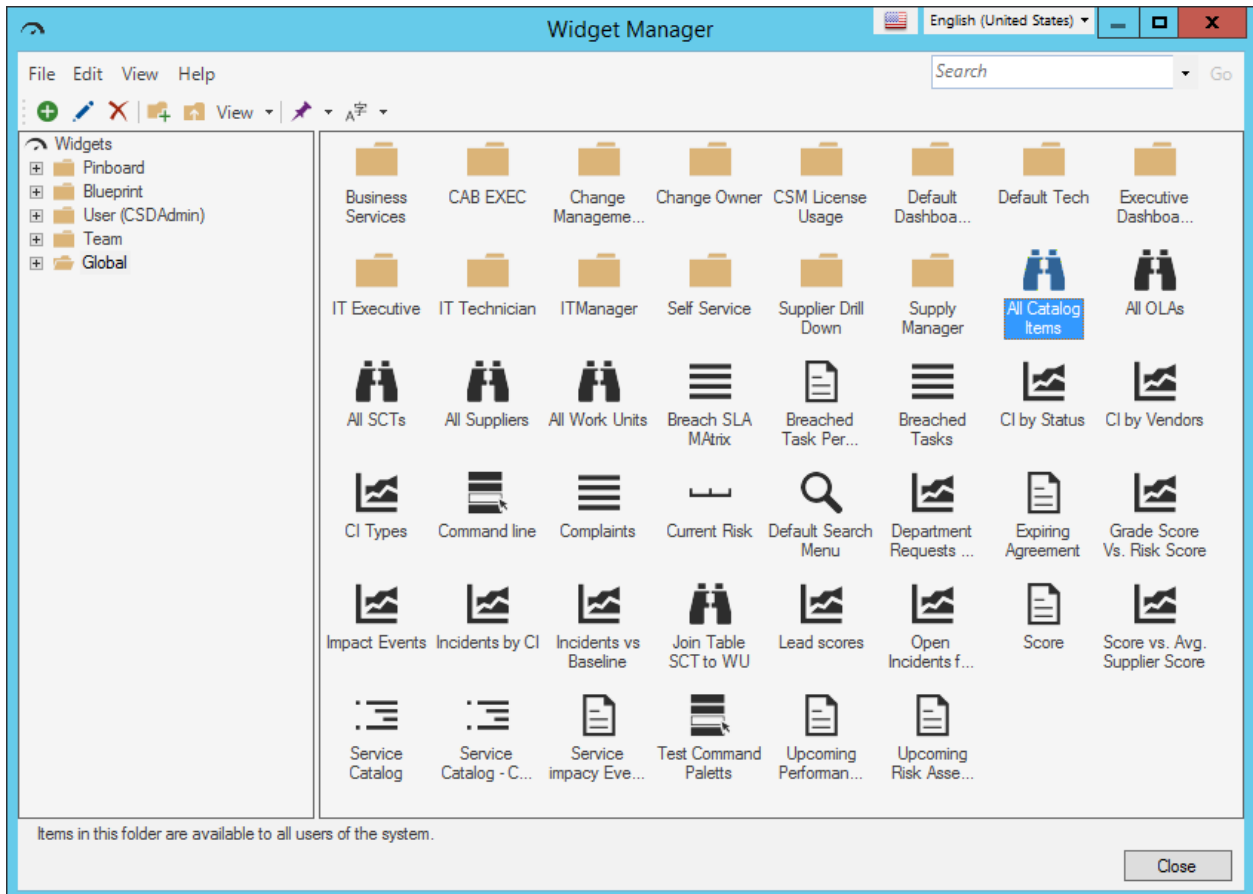 Widget Manager
English (United States)
File Edit View Help
Search
Go
View
A字
Widgets
Pinboard
Blueprint
User (CSDAdmin)
Team
Global
Business Services
CAB EXEC
Change Manageme...
Change Owner
CSM License Usage
Default Dashboa...
Default Tech
Executive Dashboa...
IT Executive
IT Technician
ITManager
Self Service
Supplier Drill Down
Supply Manager
All Catalog Items
All OLAs
All SCTs
All Suppliers
All Work Units
Breach SLA MAtrix
Breached Task Per...
Breached Tasks
CI by Status
CI by Vendors
CI Types
Command line
Complaints
Current Risk
Default Search Menu
Department Requests ...
Expiring Agreement
Grade Score Vs. Risk Score
Impact Events
Incidents by CI
Incidents vs Baseline
Join Table SCT to WU
Lead scores
Open Incidents f...
Score
Score vs. Avg. Supplier Score
Service Catalog
Service Catalog - C...
Service impacy Eve...
Test Command Paletts
Upcoming Performan...
Upcoming Risk Asse...
Items in this folder are available to all users of the system.
Close